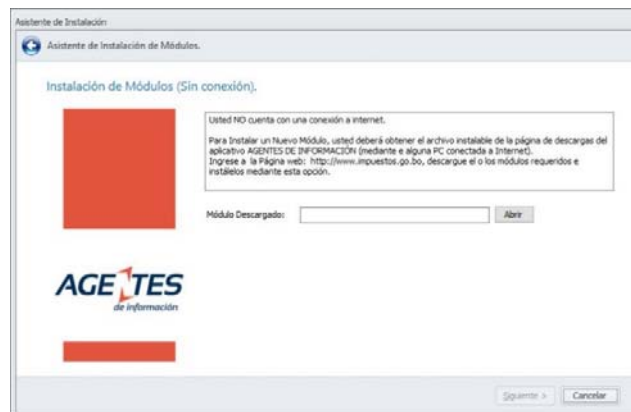 Asistente de Instalación
Asistente de Instalación de Módulos.
Instalación de Módulos (Sin conexión).
Usted NO cuenta con una conexión a internet.
Para Instalar un Nuevo Módulo, usted deberá obtener el archivo instalable de la página de descargas del
aplicativo AGENTES DE INFORMACIÓN (mediante e alguna PC conectada a Internet).
Ingrese a la Página web: http://www.impuestos.go.bo, descargue el o los módulos requeridos e
instálelos mediante esta opción.
Módulo Descargado:
Abrir
AGENTES
de información
Siguiente >
Cancelar